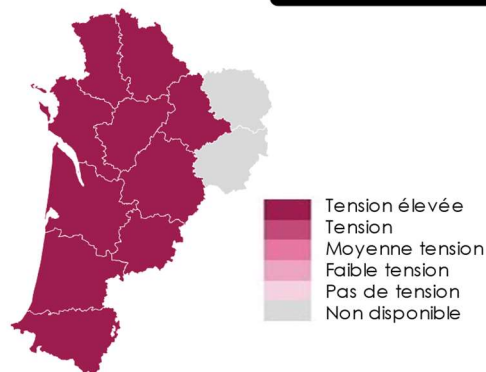 Tension élevée
Tension
Moyenne tension
Faible tension
Pas de tension
Non disponible